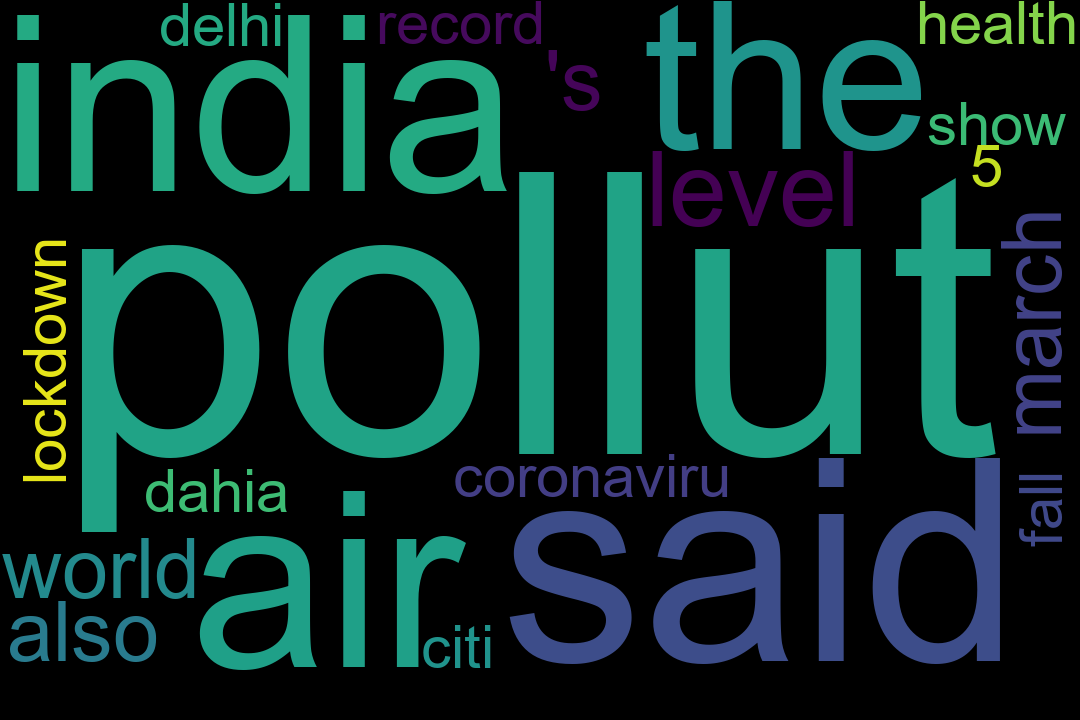 delhi
record
health
india
's
the
show
5
level
pollut
march
lockdown
dahia
coronaviru
fall
said
air
world
also
citi